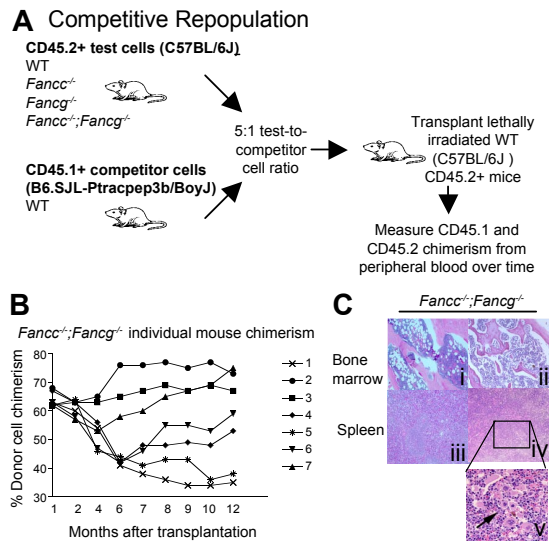 A Competitive Repopulation
CD45.2+ test cells (C57BL/6J)
WT
Fancc-/-
Fancg-/-
Fancc-/-;Fancg-/-
CD45.1+ competitor cells
(B6.SJL-Ptracpep3b/BoyJ)
WT
5:1 test-to-
competitor
cell ratio
Transplant lethally
irradiated WT
(C57BL/6J )
CD45.2+ mice
Measure CD45.1 and
CD45.2 chimerism from
peripheral blood over time
B
Fancc-/-;Fancg-/- individual mouse chimerism
% Donor cell chimerism
80
70
60
50
40
30
1 2 4 6 7 8 9 10 12
Months after transplantation
1
2
3
4
5
6
7
C
Fancc-/-;Fancg-/-
Bone
marrow
i
ii
Spleen
iii
iv
v